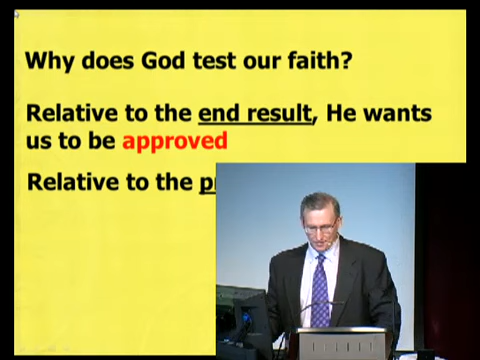 Why does God test our faith?
Relative to the end result, He wants
us to be approved
Relative to the